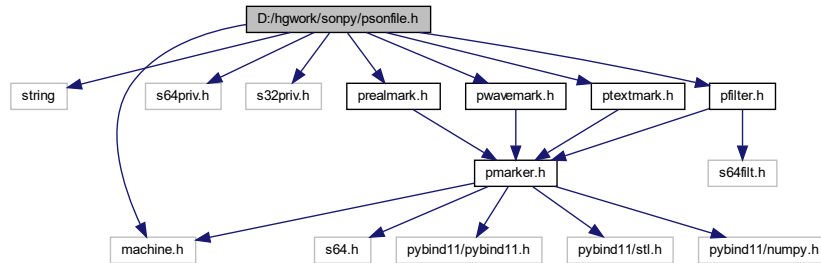 D:/hgwork/sonpy/psonfile.h
string
s64priv.h
s32priv.h
prealmark.h
pwavemark.h
ptextmark.h
pfilter.h
pmarker.h
s64filt.h
machine.h
s64.h
pybind11/pybind11.h
pybind11/stl.h
pybind11/numpy.h